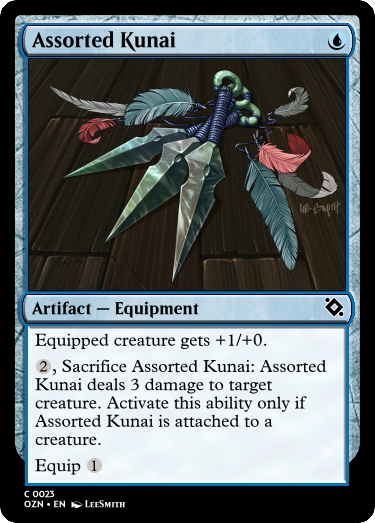 Assorted Kunai
LEE SMITH
Artifact — Equipment
Equipped creature gets +1/+0.
2, Sacrifice Assorted Kunai: Assorted
Kunai deals 3 damage to target
creature. Activate this ability only if
Assorted Kunai is attached to a
creature.
Equip 1
C 0023
OZN • EN LeeSmith